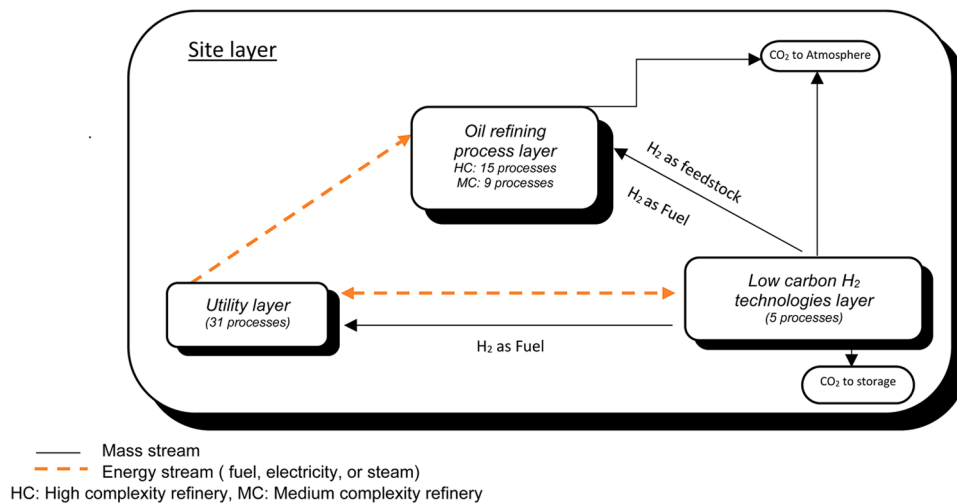 Site layer
CO₂ to Atmosphere
Oil refining
process layer
HC: 15 processes
MC: 9 processes
H₂ as feedstock
H₂ as Fuel
Utility layer
(31 processes)
Low carbon H₂
technologies layer
(5 processes)
H₂ as Fuel
CO₂ to storage
Mass stream
Energy stream ( fuel, electricity, or steam)
HC: High complexity refinery, MC: Medium complexity refinery